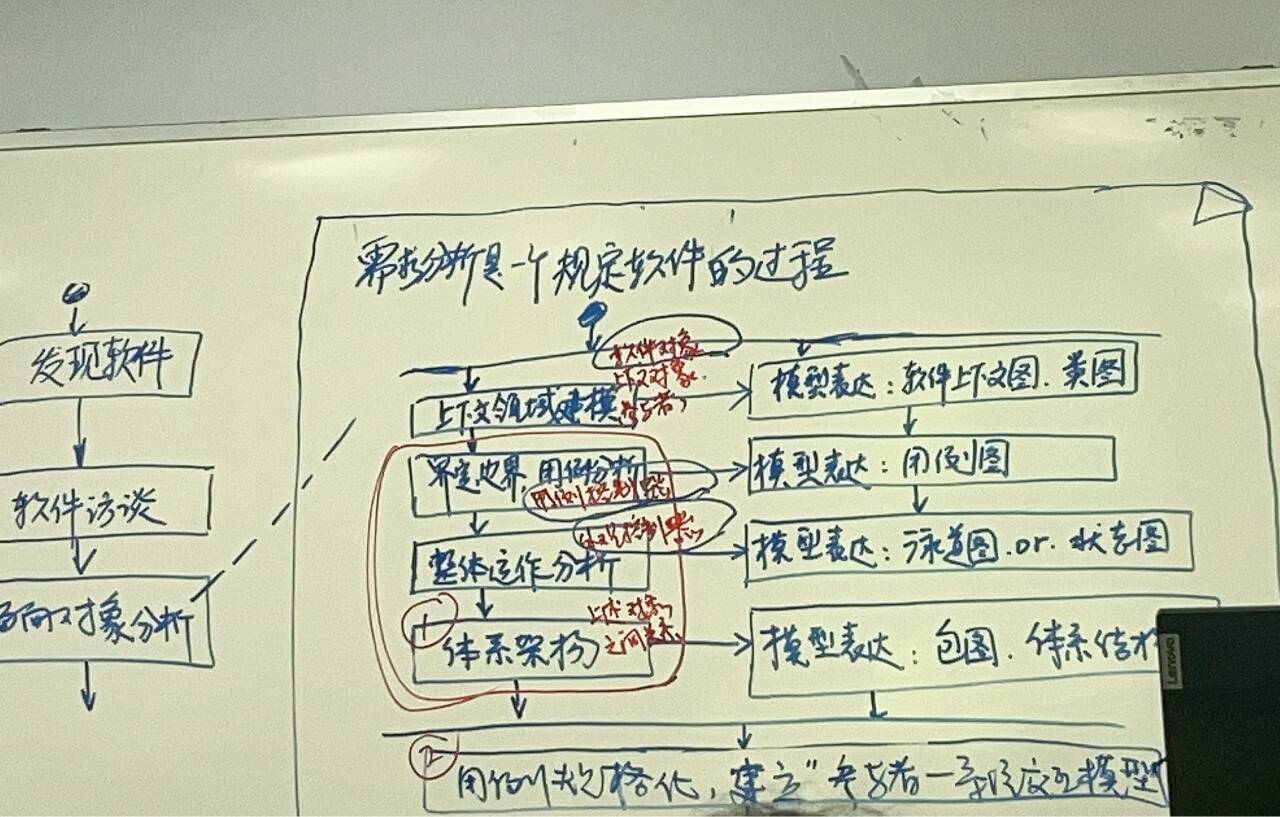 需求分析是一个规定软件的过程
发现软件
软件访谈
面向对象分析
软件对象
上下文对象
参与者
上下文领域建模
模型表达:软件上下文图.类图
界定边界 用例分析
用例控制类
模型表达:用例图
控制类
整体运作分析
模型表达:泳道图.or.状态图
1
上述对象
之间关系
体系架构
模型表达:包图.体系结构
2
用例规格化,建立"参与者—系统交互模型
Lenovo